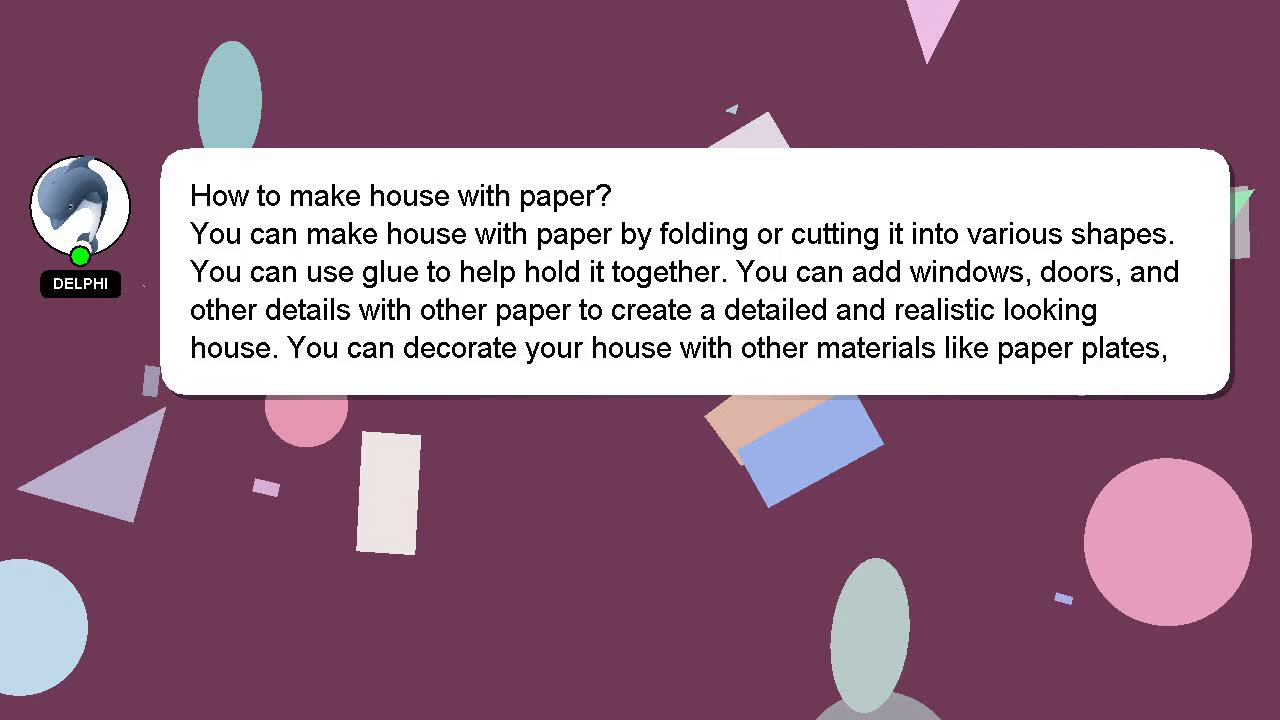 How to make house with paper?
You can make house with paper by folding or cutting it into various shapes.
You can use glue to help hold it together. You can add windows, doors, and
other details with other paper to create a detailed and realistic looking
house. You can decorate your house with other materials like paper plates,
DELPHI